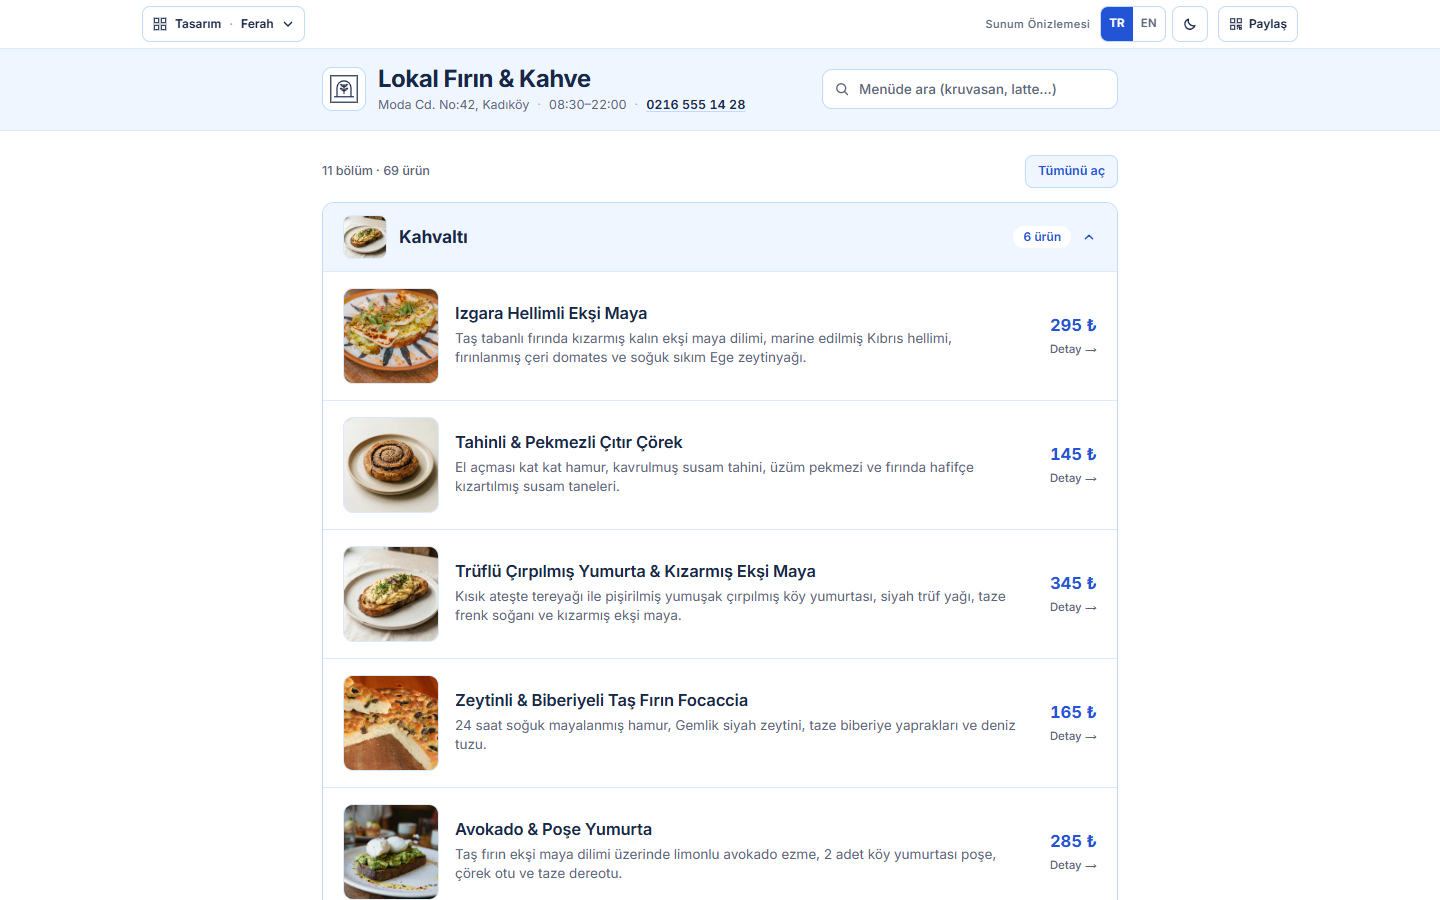 Tasarım · Ferah
Sunum Önizlemesi
TR
EN
Paylaş
Lokal Fırın & Kahve
Moda Cd. No:42, Kadıköy · 08:30–22:00 · 0216 555 14 28
Menüde ara (kruvasan, latte...)
11 bölüm · 69 ürün
Tümünü aç
Kahvaltı
6 ürün
Izgara Hellimli Ekşi Maya
Taş tabanlı fırında kızarmış kalın ekşi maya dilimi, marine edilmiş Kıbrıs hellimi,
fırınlanmış çeri domates ve soğuk sıkım Ege zeytinyağı.
295 ₺
Detay →
Tahinli & Pekmezli Çıtır Çörek
El açması kat kat hamur, kavrulmuş susam tahini, üzüm pekmezi ve fırında hafifçe
kızartılmış susam taneleri.
145 ₺
Detay →
Trüflü Çırpılmış Yumurta & Kızarmış Ekşi Maya
Kısık ateşte tereyağı ile pişirilmiş yumuşak çırpılmış köy yumurtası, siyah trüf yağı, taze
frenk soğanı ve kızarmış ekşi maya.
345 ₺
Detay →
Zeytinli & Biberiyeli Taş Fırın Focaccia
24 saat soğuk mayalanmış hamur, Gemlik siyah zeytini, taze biberiye yaprakları ve deniz
tuzu.
165 ₺
Detay →
Avokado & Poşe Yumurta
Taş fırın ekşi maya dilimi üzerinde limonlu avokado ezme, 2 adet köy yumurtası poşe,
çörek otu ve taze dereotu.
285 ₺
Detay →